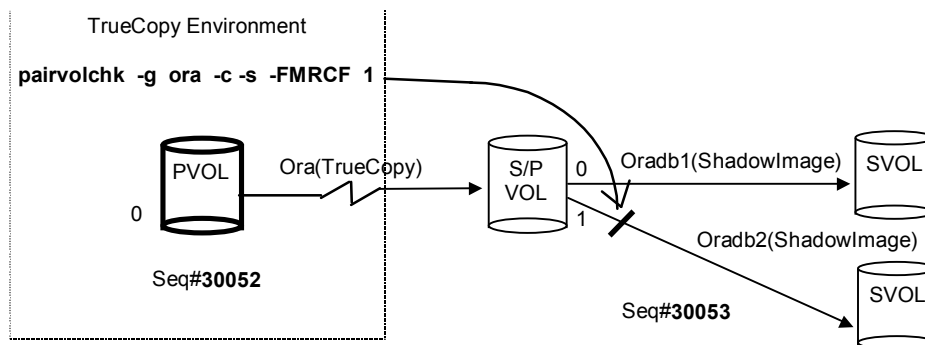 TrueCopy Environment
pairvolchk -g ora -c -s -FMRCF 1
PVOL
0
Ora(TrueCopy)
S/P
VOL
0
1
Oradb1(ShadowImage)
SVOL
Oradb2(ShadowImage)
SVOL
Seq#30052
Seq#30053